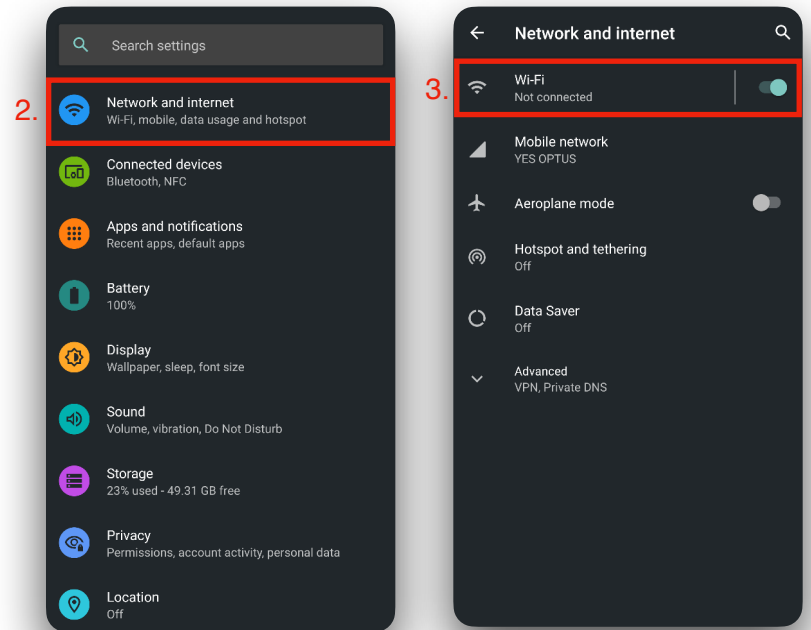 2.
Search settings
Network and internet
Wi-Fi, mobile, data usage and hotspot
Connected devices
Bluetooth, NFC
Apps and notifications
Recent apps, default apps
Battery
100%
Display
Wallpaper, sleep, font size
Sound
Volume, vibration, Do Not Disturb
Storage
23% used - 49.31 GB free
Privacy
Permissions, account activity, personal data
Location
Off
3.
Network and internet
Wi-Fi
Not connected
Mobile network
YES OPTUS
Aeroplane mode
Hotspot and tethering
Off
Data Saver
Off
Advanced
VPN, Private DNS